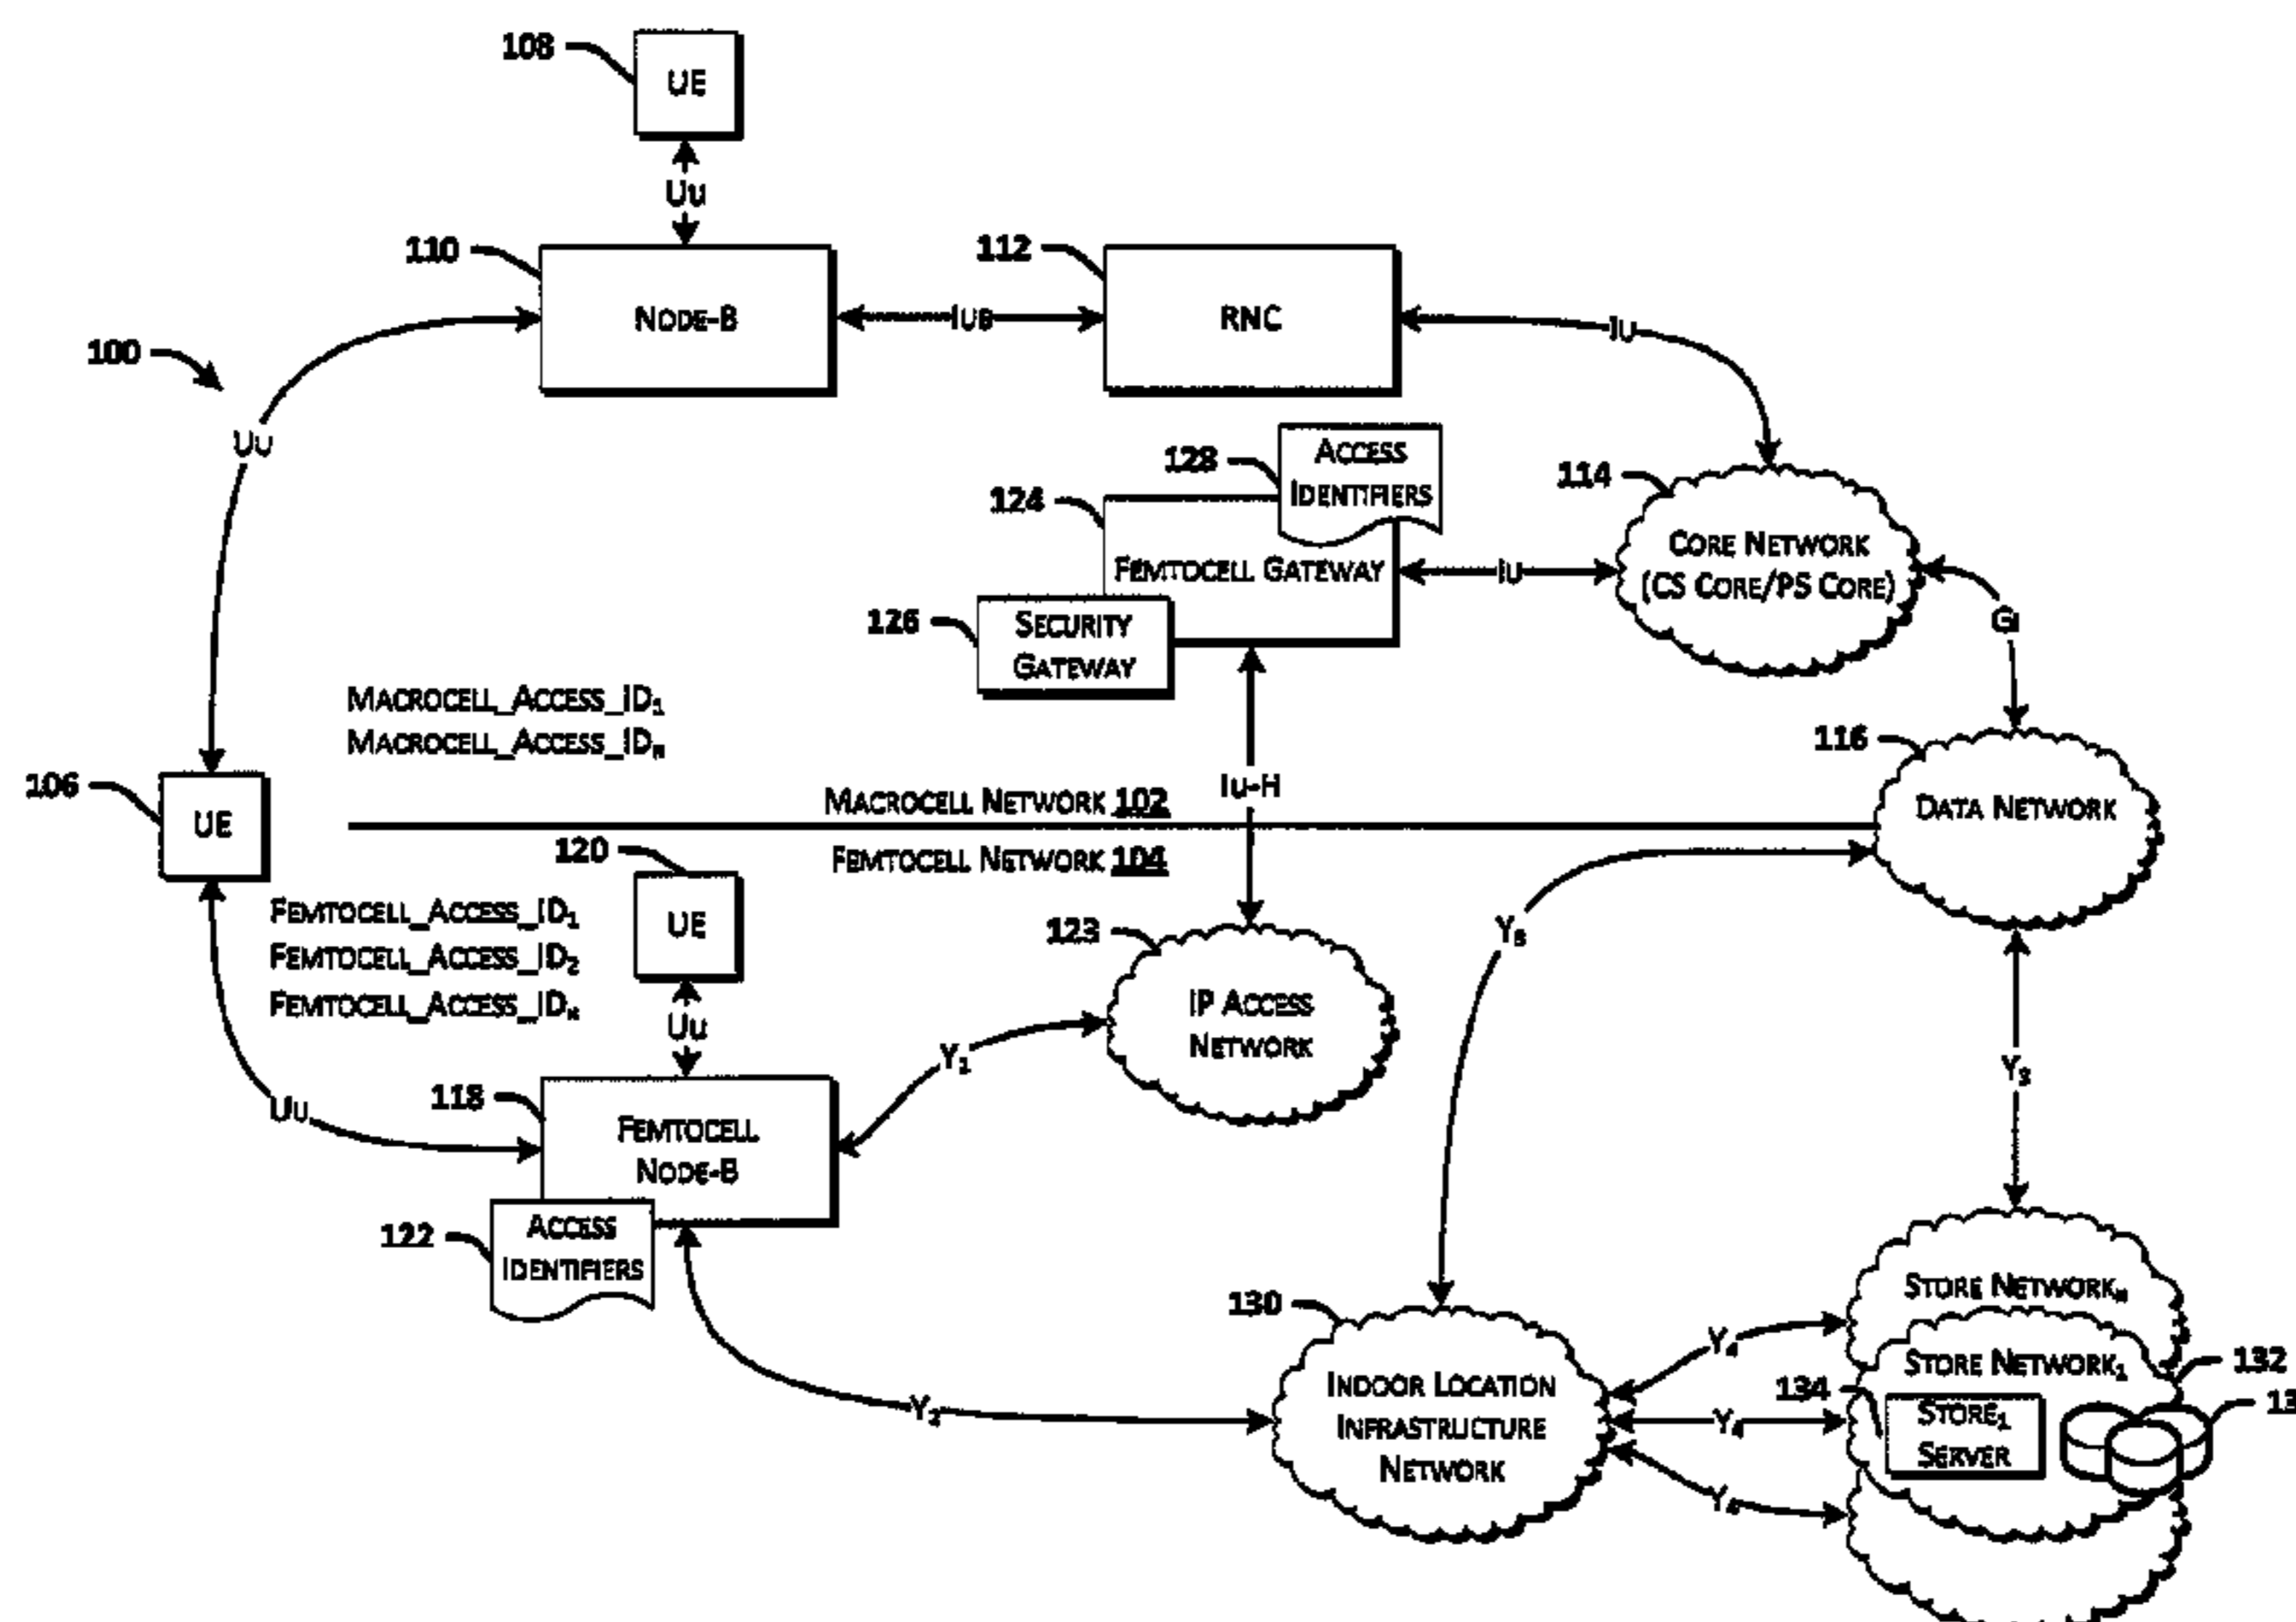 108
UE
Uu
110
112
NODE-B
IUB
RNC
IU
100
UU
128
ACCESS
IDENTIFIERS
114
124
CORE NETWORK
(CS CORE/PS CORE)
FEMTOCELL GATEWAY
IU
126
SECURITY
GATEWAY
GI
MACROCELL_ACCESS_ID1
MACROCELL_ACCESS_IDN
116
106
UE
Iu-H
MACROCELL NETWORK 102
DATA NETWORK
120
FEMTOCELL NETWORK 104
FEMTOCELL_ACCESS_ID1
FEMTOCELL_ACCESS_ID2
FEMTOCELL_ACCESS_ID
UE
123
Y5
IP ACCESS
NETWORK
Uu
Y1
Y3
118
UU
FEMTOCELL
NODE-B
122
ACCESS
IDENTIFIERS
130
STORE NETWORKN
Y4
STORE NETWORK1
132
INDOOR LOCATION
INFRASTRUCTURE
NETWORK
134
STORE1
SERVER
Y2
Y4
Y4